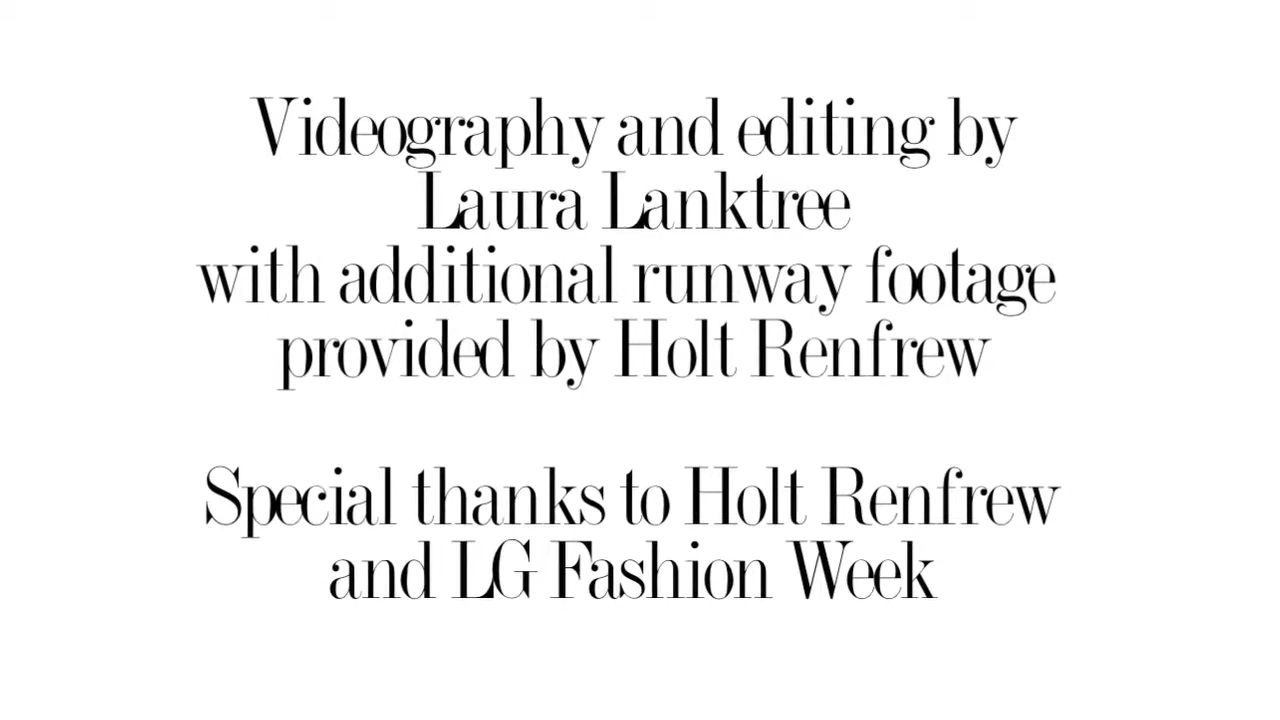 Videography and editing by
Laura Lanktree
with additional runway footage
provided by Holt Renfrew
Special thanks to Holt Renfrew
and LG Fashion Week